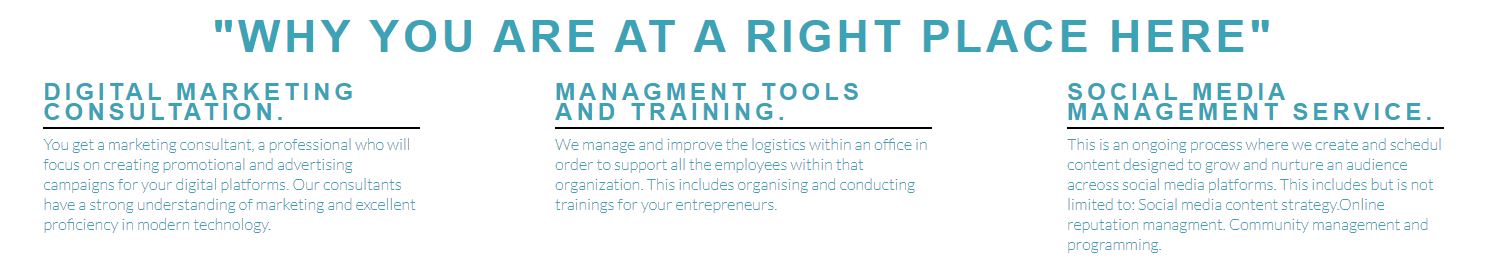 "WHY YOU ARE AT A RIGHT PLACE HERE"
DIGITAL MARKETING
CONSULTATION.
You get a marketing consultant, a professional who will
focus on creating promotional and advertising
campaigns for your digital platforms. Our consultants
have a strong understanding of marketing and excellent
proficiency in modern technology.
MANAGMENT TOOLS
AND TRAINING.
We manage and improve the logistics within an office in
order to support all the employees within that
organization. This includes organising and conducting
trainings for your entrepreneurs.
SOCIAL MEDIA
MANAGEMENT SERVICE.
This is an ongoing process where we create and schedul
content designed to grow and nurture an audience
acreoss social media platforms. This includes but is not
limited to: Social media content strategy.Online
reputation managment. Community management and
programming.